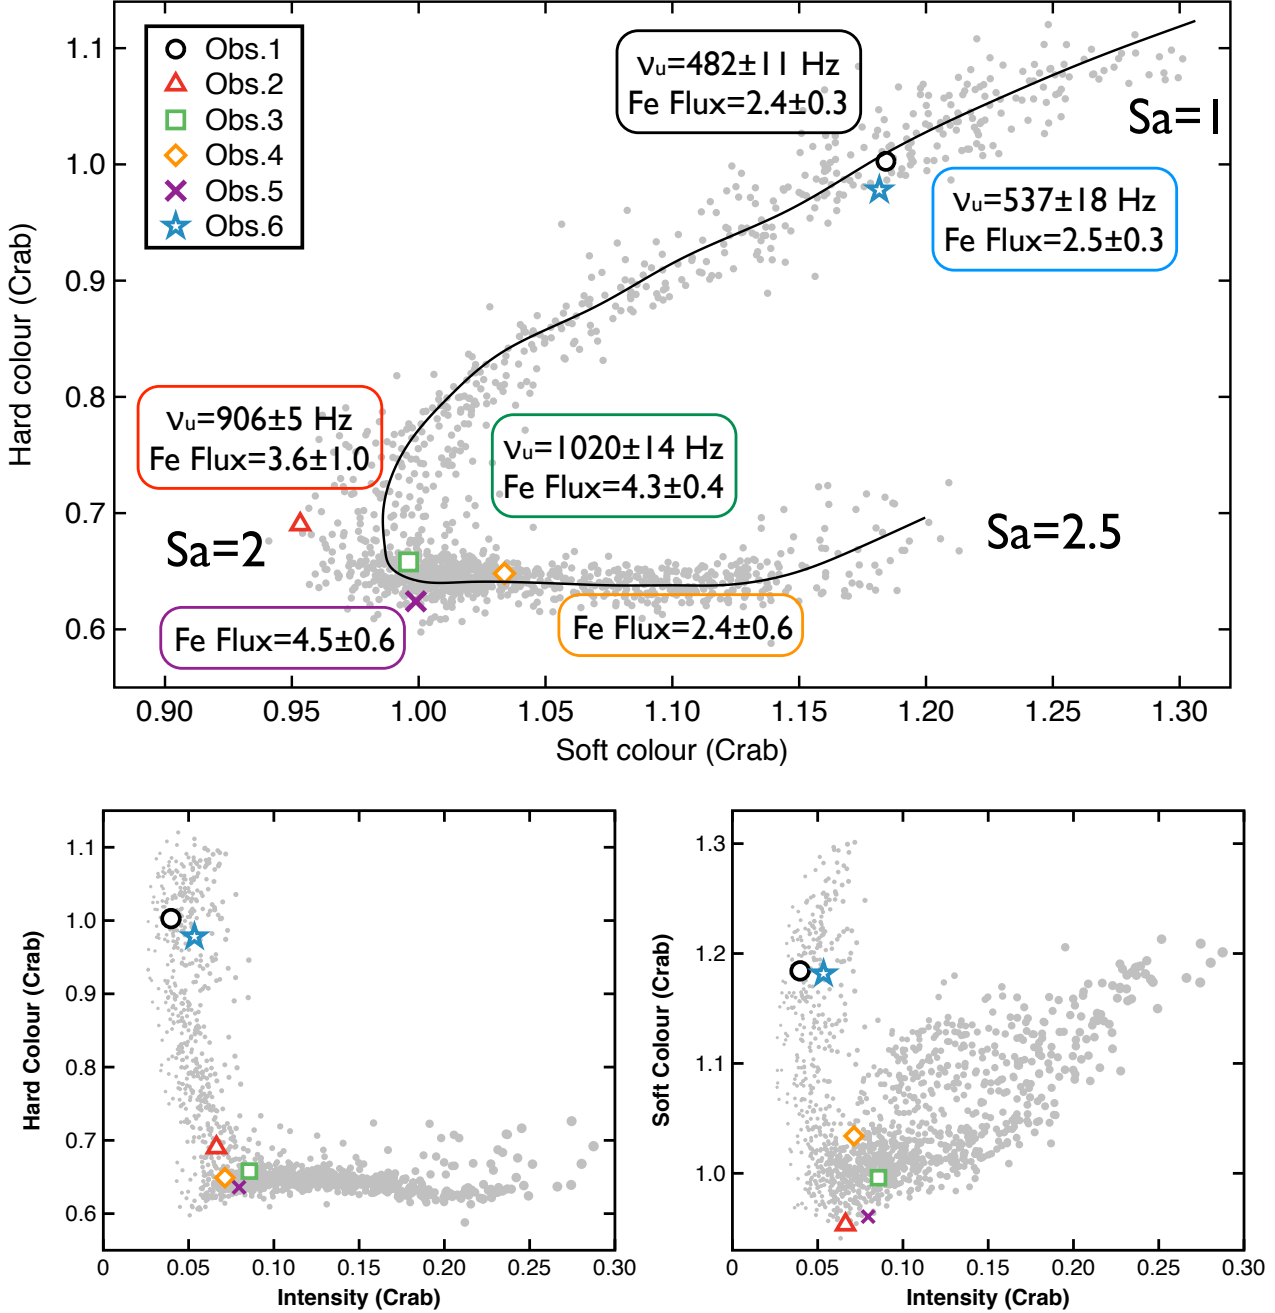 Obs.1
Obs.2
Obs.3
Obs.4
Obs.5
Obs.6
νu=482±11 Hz
Fe Flux=2.4±0.3
Sa=1
νu=537±18 Hz
Fe Flux=2.5±0.3
νu=906±5 Hz
Fe Flux=3.6±1.0
νu=1020±14 Hz
Fe Flux=4.3±0.4
Sa=2
Sa=2.5
Fe Flux=4.5±0.6
Fe Flux=2.4±0.6
Hard colour (Crab)
1.1
1.0
0.9
0.8
0.7
0.6
0.90 0.95 1.00 1.05 1.10 1.15 1.20 1.25 1.30
Soft colour (Crab)
Hard Colour (Crab)
1.1
1.0
0.9
0.8
0.7
0.6
0 0.05 0.10 0.15 0.20 0.25 0.30
Intensity (Crab)
Soft Colour (Crab)
1.3
1.2
1.1
1.0
0 0.05 0.10 0.15 0.20 0.25 0.30
Intensity (Crab)